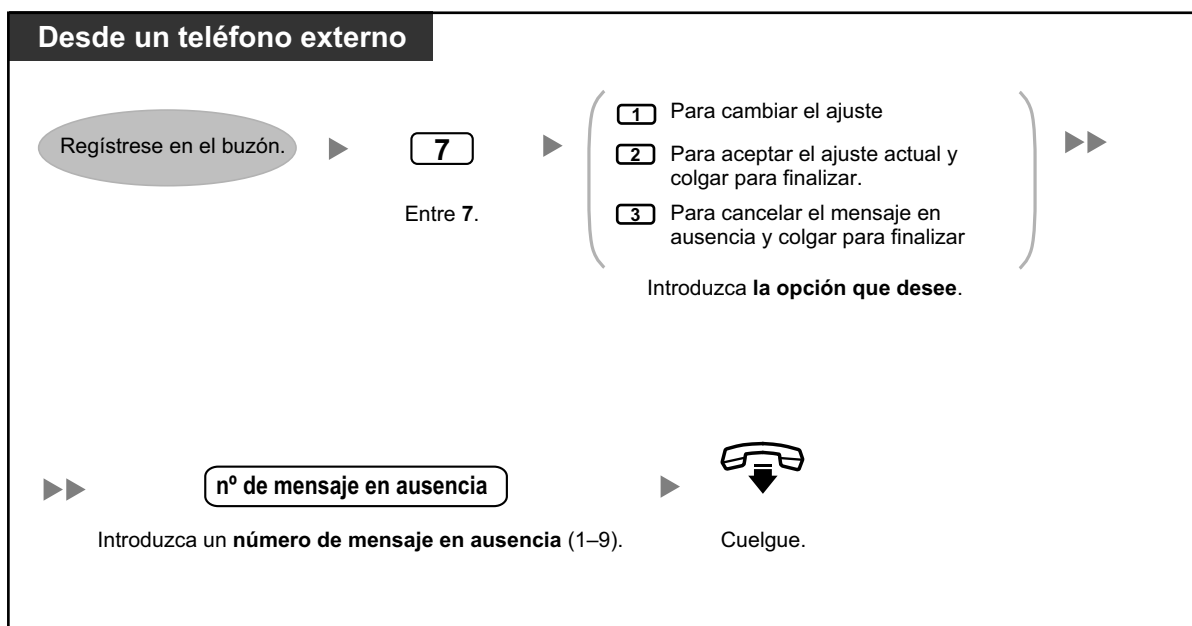 Desde un teléfono externo
Regístrese en el buzón.
7
Entre 7.
1 Para cambiar el ajuste
2 Para aceptar el ajuste actual y
colgar para finalizar.
3 Para cancelar el mensaje en
ausencia y colgar para finalizar
Introduzca la opción que desee.
nº de mensaje en ausencia
Introduzca un número de mensaje en ausencia (1–9).
Cuelgue.